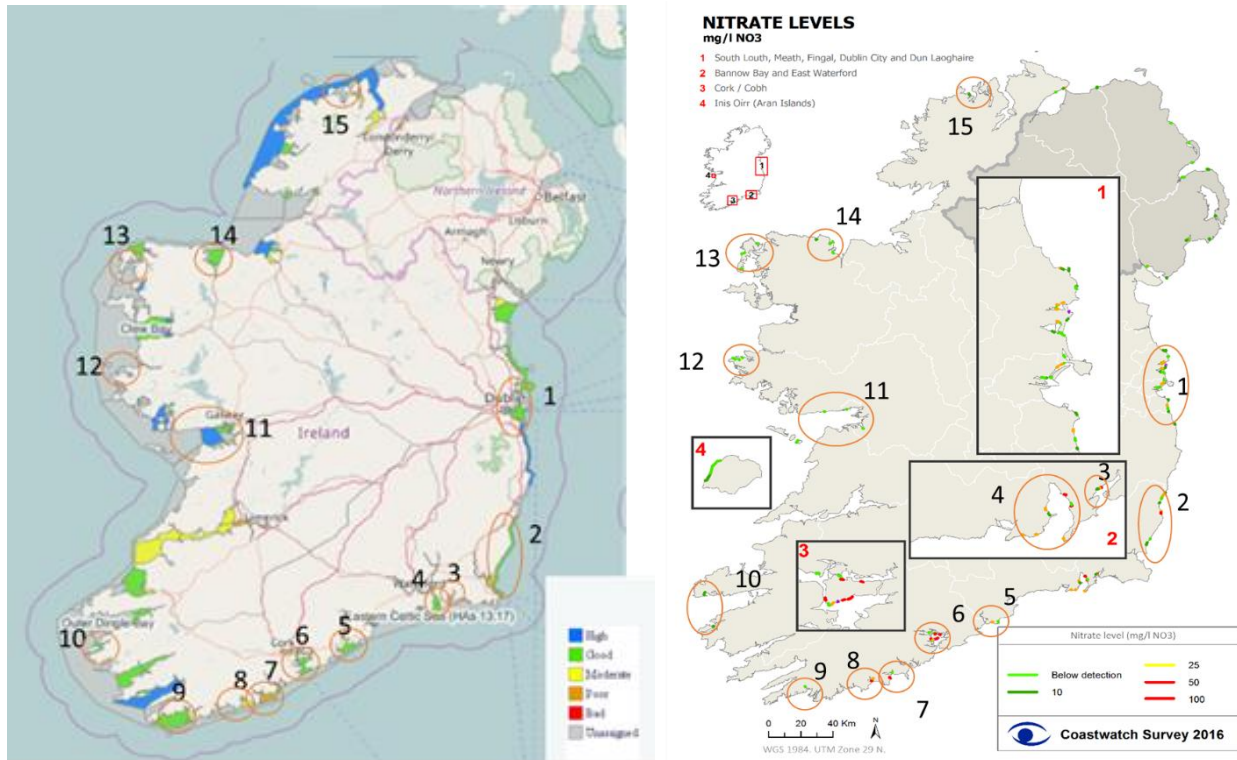 15
Londonderry/
Derry
Northern Ireland
Belfast
Lisburn
Armagh
Newry
13
14
Clew Bay
12
Dublin
1
11
Galway
Ireland
Limerick
2
4
3
Eastern Celtic Sea (HAs 13;17)
10
Outer Dingle Bay
Cork
6
5
7
8
9
High
Good
Moderate
Poor
Bad
Unassigned
NITRATE LEVELS
mg/l NO3
1 South Louth, Meath, Fingal, Dublin City and Dun Laoghaire
2 Bannow Bay and East Waterford
3 Cork / Cobh
4 Inis Oirr (Aran Islands)
15
1
4
3
2
1
14
13
12
11
1
4
3
4
2
2
3
10
5
6
9
8
7
Nitrate level (mg/l NO3)
Below detection
10
25
50
100
0 20 40 Km
N
WGS 1984. UTM Zone 29 N.
Coastwatch Survey 2016